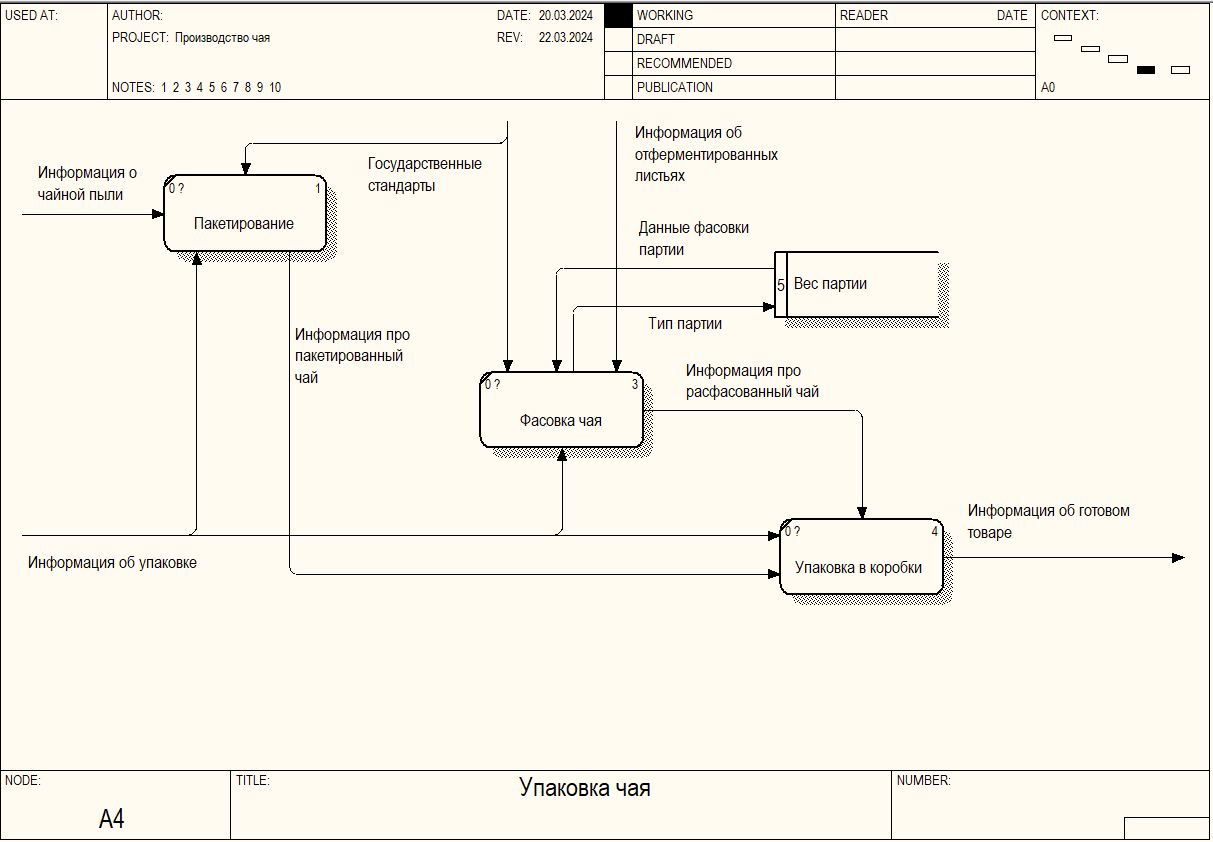 USED AT:
AUTHOR:
DATE: 20.03.2024
PROJECT: Производство чая
REV: 22.03.2024
NOTES: 1 2 3 4 5 6 7 8 9 10
WORKING
DRAFT
RECOMMENDED
PUBLICATION
READER
DATE
CONTEXT:
A0
Информация о
чайной пыли
0 ?
1
Пакетирование
Государственные
стандарты
Информация об
отферментированных
листьях
Данные фасовки
партии
5
Вес партии
Тип партии
Информация про
пакетированный
чай
0 ?
3
Фасовка чая
Информация про
расфасованный чай
0 ?
4
Упаковка в коробки
Информация об готовом
товаре
Информация об упаковке
NODE:
A4
TITLE:
Упаковка чая
NUMBER: